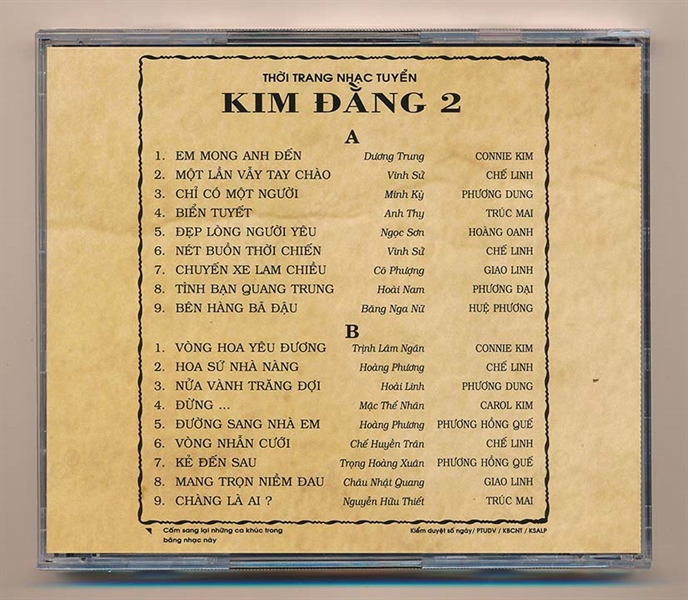 THỜI TRANG NHẠC TUYỂN
KIM ĐẰNG 2
A
1. EM MONG ANH ĐẾN Dương Trung CONNIE KIM
2. MỘT LẦN VẪY TAY CHÀO Vinh Sử CHẾ LINH
3. CHỈ CÓ MỘT NGƯỜI Minh Kỳ PHƯƠNG DUNG
4. BIỂN TUYẾT Anh Thy TRÚC MAI
5. ĐẸP LÒNG NGƯỜI YÊU Ngọc Sơn HOÀNG OANH
6. NÉT BUỒN THỜI CHIẾN Vinh Sử CHẾ LINH
7. CHUYẾN XE LAM CHIỀU Cô Phượng GIAO LINH
8. TÌNH BẠN QUANG TRUNG Hoài Nam PHƯƠNG ĐẠI
9. BÊN HÀNG BÃ ĐẬU Băng Nga Nữ HUỆ PHƯƠNG
B
1. VÒNG HOA YÊU ĐƯƠNG Trịnh Lâm Ngân CONNIE KIM
2. HOA SỨ NHÀ NÀNG Hoàng Phương CHẾ LINH
3. NỬA VÀNH TRĂNG ĐỢI Hoài Linh PHƯƠNG DUNG
4. ĐỪNG ... Mặc Thế Nhân CAROL KIM
5. ĐƯỜNG SANG NHÀ EM Hoàng Phương PHƯƠNG HỒNG QUẾ
6. VÒNG NHẪN CƯỚI Chế Huyền Trân CHẾ LINH
7. KẺ ĐẾN SAU Trọng Hoàng Xuân PHƯƠNG HỒNG QUẾ
8. MANG TRỌN NIỀM ĐAU Châu Nhật Quang GIAO LINH
9. CHÀNG LÀ AI ? Nguyễn Hữu Thiết TRÚC MAI
Cấm sang lại những ca khúc trong
băng nhạc này
Kiểm duyệt số ngày/ PTUDV / KBCNT / KSALP